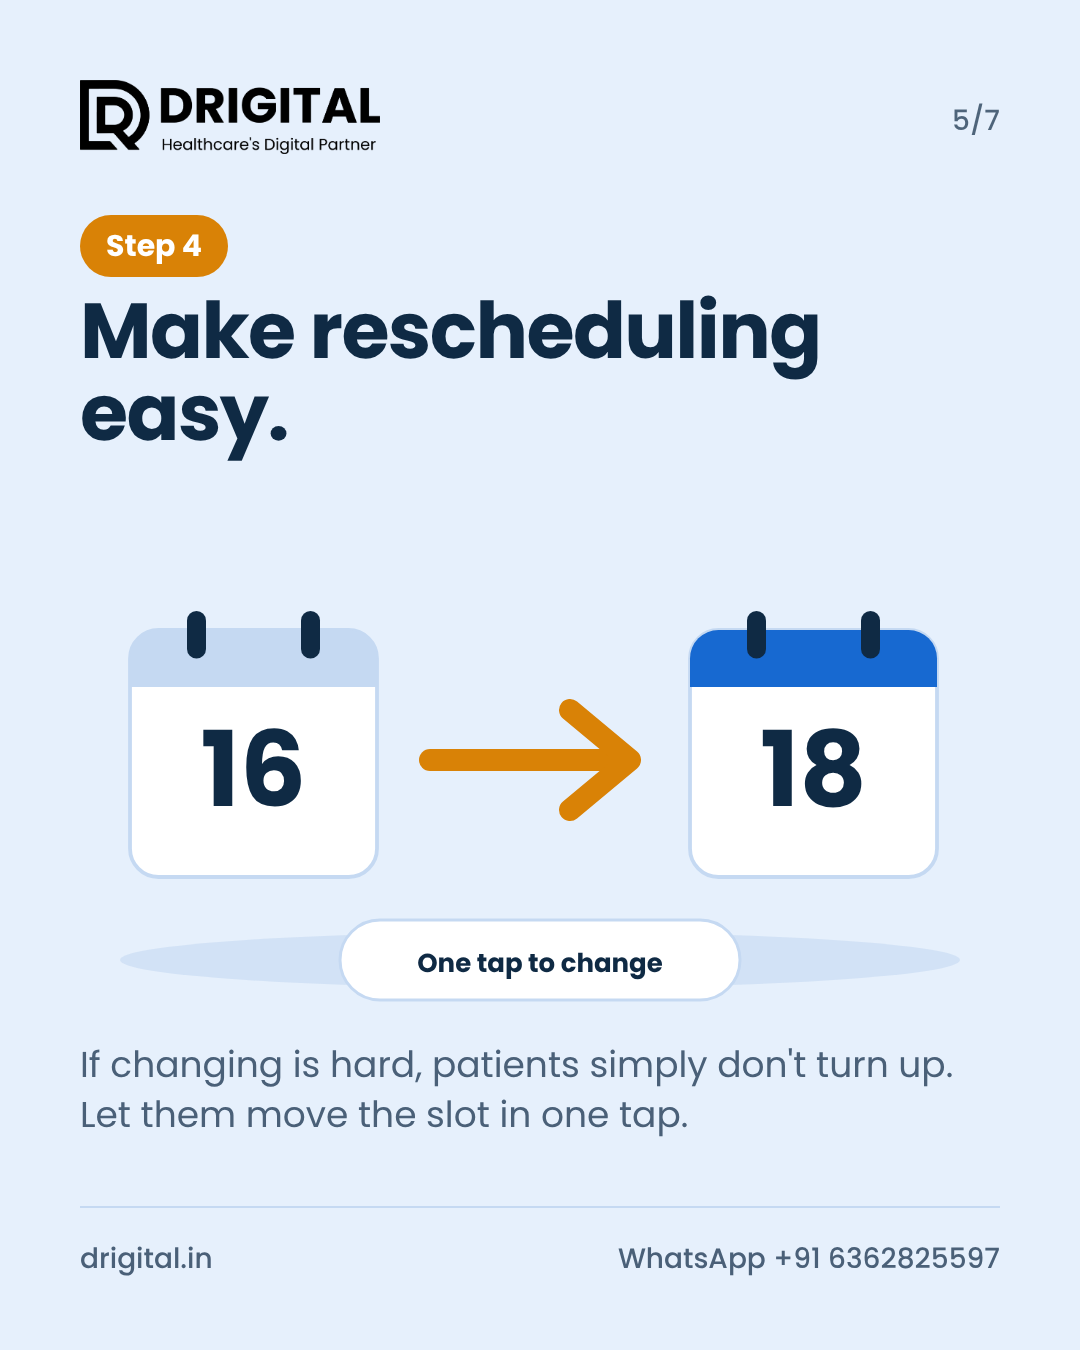 DRIGITAL
Healthcare's Digital Partner
5/7
Step 4
Make rescheduling
easy.
16
18
One tap to change
If changing is hard, patients simply don't turn up.
Let them move the slot in one tap.
drigital.in
WhatsApp +91 6362825597